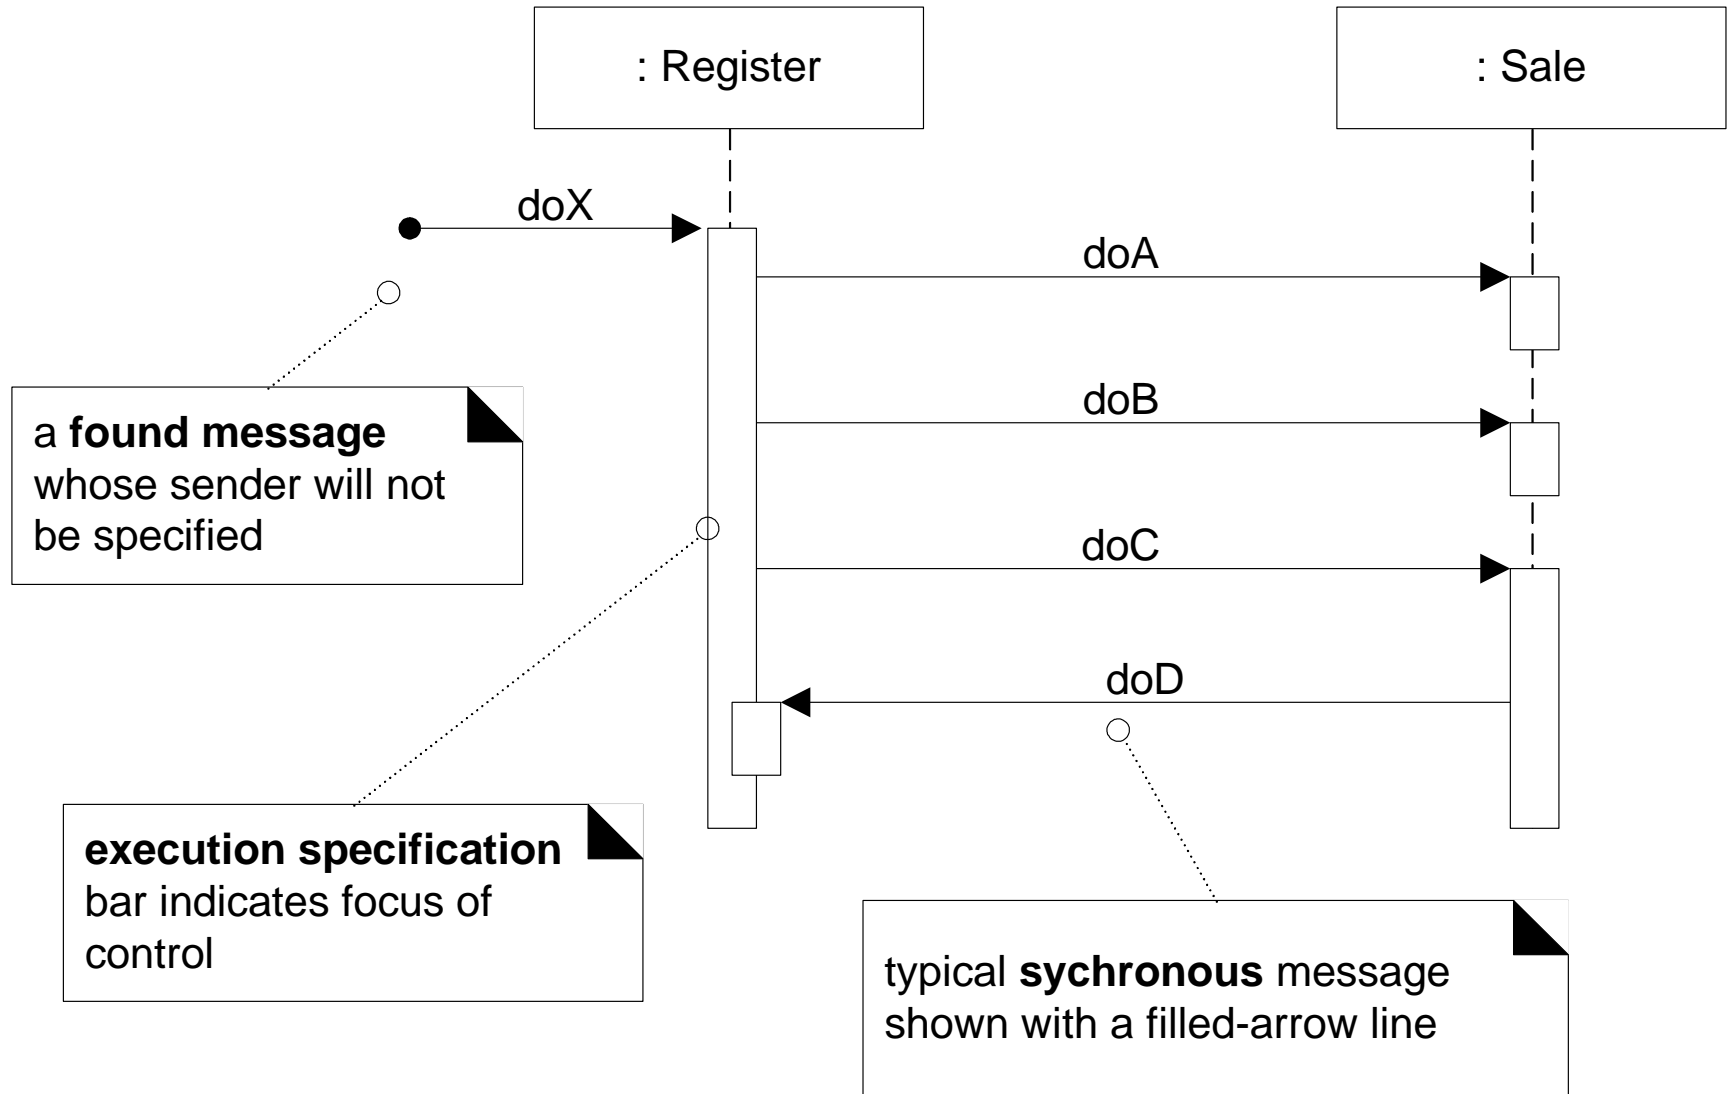 : Register
: Sale
doX
doA
doB
doC
doD
a found message
whose sender will not
be specified
execution specification
bar indicates focus of
control
typical sychronous message
shown with a filled-arrow line